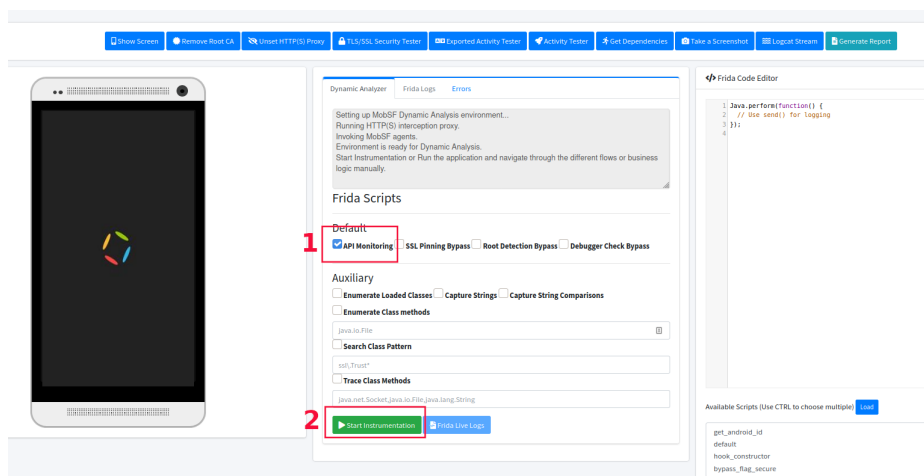 Show Screen Remove Root CA Unset HTTP(S) Proxy TLS/SSL Security Tester Exported Activity Tester Activity Tester Get Dependencies Take a Screenshot Logcat Stream Generate Report
Dynamic Analyzer Frida Logs Errors
Setting up MobSF Dynamic Analysis environment...
Running HTTP(S) interception proxy.
Invoking MobSF agents.
Environment is ready for Dynamic Analysis.
Start Instrumentation or Run the application and navigate through the different flows or business
logic manually.
Frida Scripts
Default
1
API Monitoring SSL Pinning Bypass Root Detection Bypass Debugger Check Bypass
Auxiliary
Enumerate Loaded Classes Capture Strings Capture String Comparisons
Enumerate Class methods
java.io.File
Search Class Pattern
ssl\.Trust*
Trace Class Methods
java.net.Socket,java.io.File,java.lang.String
2
Start Instrumentation Frida Live Logs
</> Frida Code Editor
1 Java.perform(function() {
2 // Use send() for logging
3 });
4
Available Scripts (Use CTRL to choose multiple) Load
get_android_id
default
hook_constructor
bypass_flag_secure